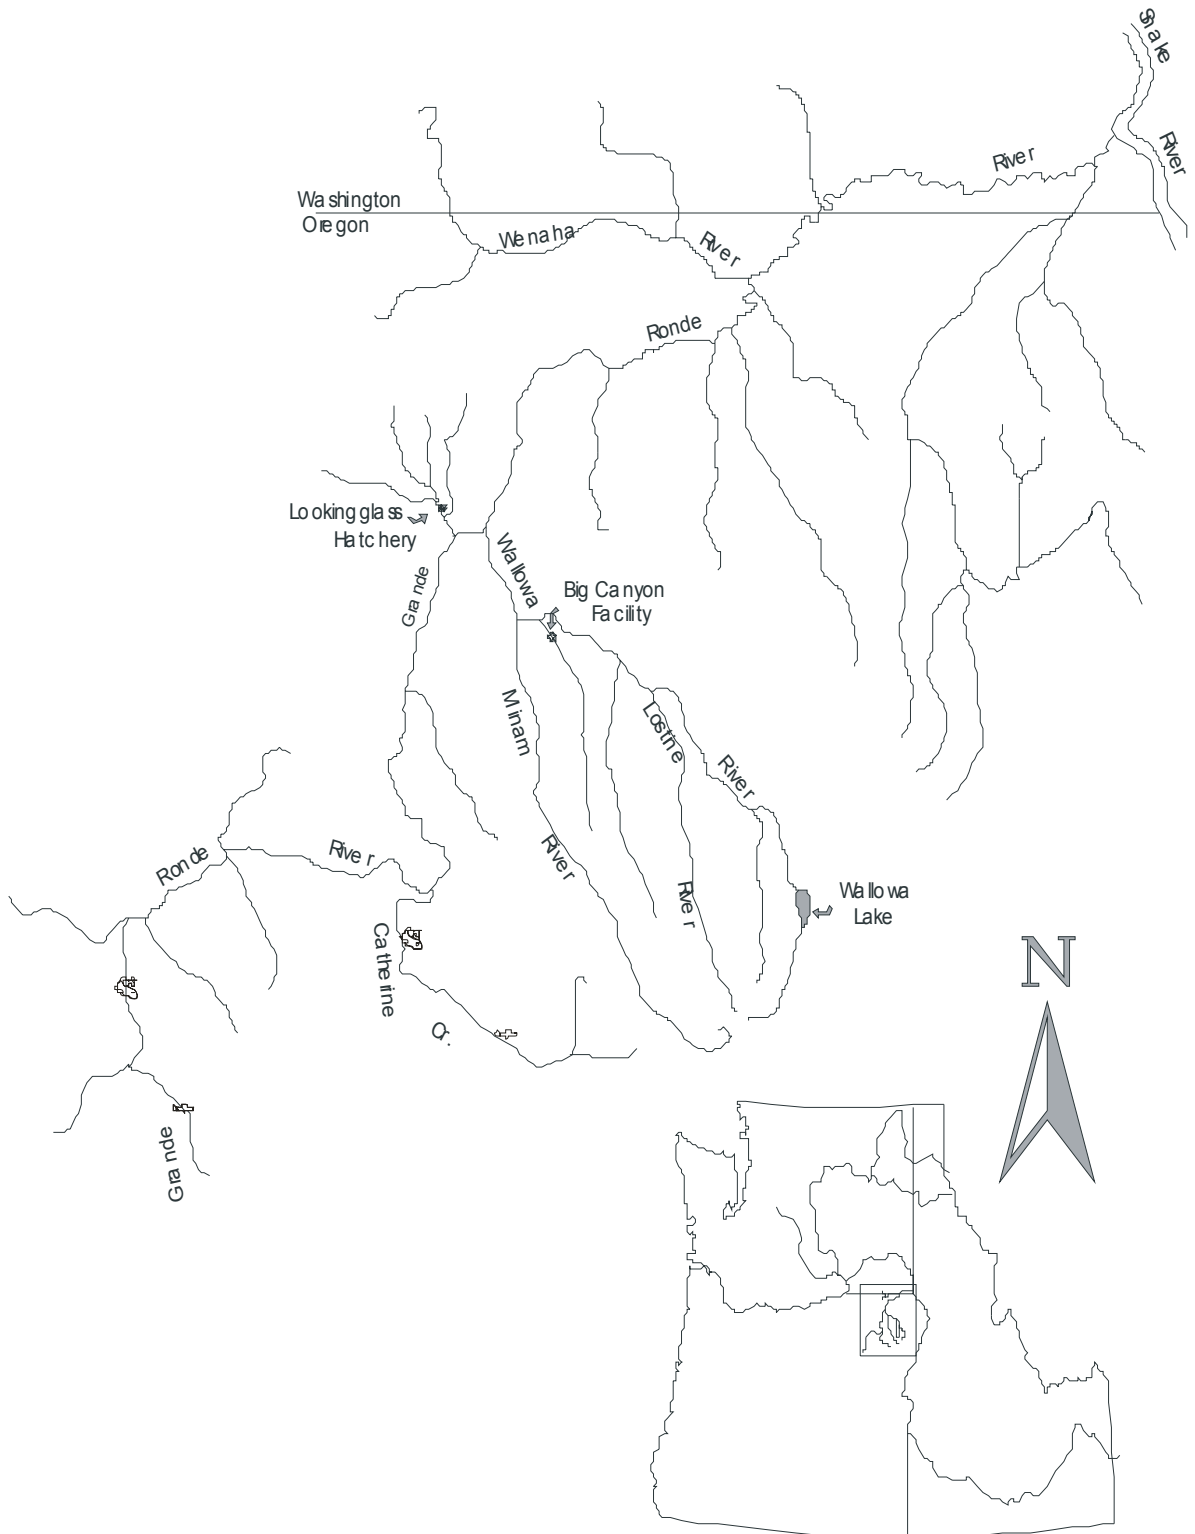 Snake
River
River
Washington
Oregon
Wenaha
River
Ronde
Lookingglass
Hatchery
Wallowa
Grande
Big Canyon
Facility
Minam
Lostine
River
River
Ronde
River
River
Wallowa
Lake
Catherine
Cr.
N
Grande